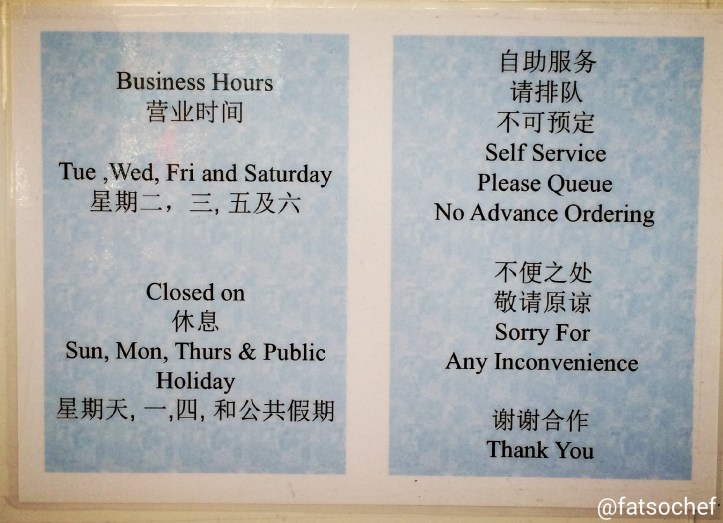 Business Hours
营业时间
Tue ,Wed, Fri and Saturday
星期二，三, 五及六
Closed on
休息
Sun, Mon, Thurs & Public
Holiday
星期天, 一,四, 和公共假期
自助服务
请排队
不可预定
Self Service
Please Queue
No Advance Ordering
不便之处
敬请原谅
Sorry For
Any Inconvenience
谢谢合作
Thank You
@fatsochef